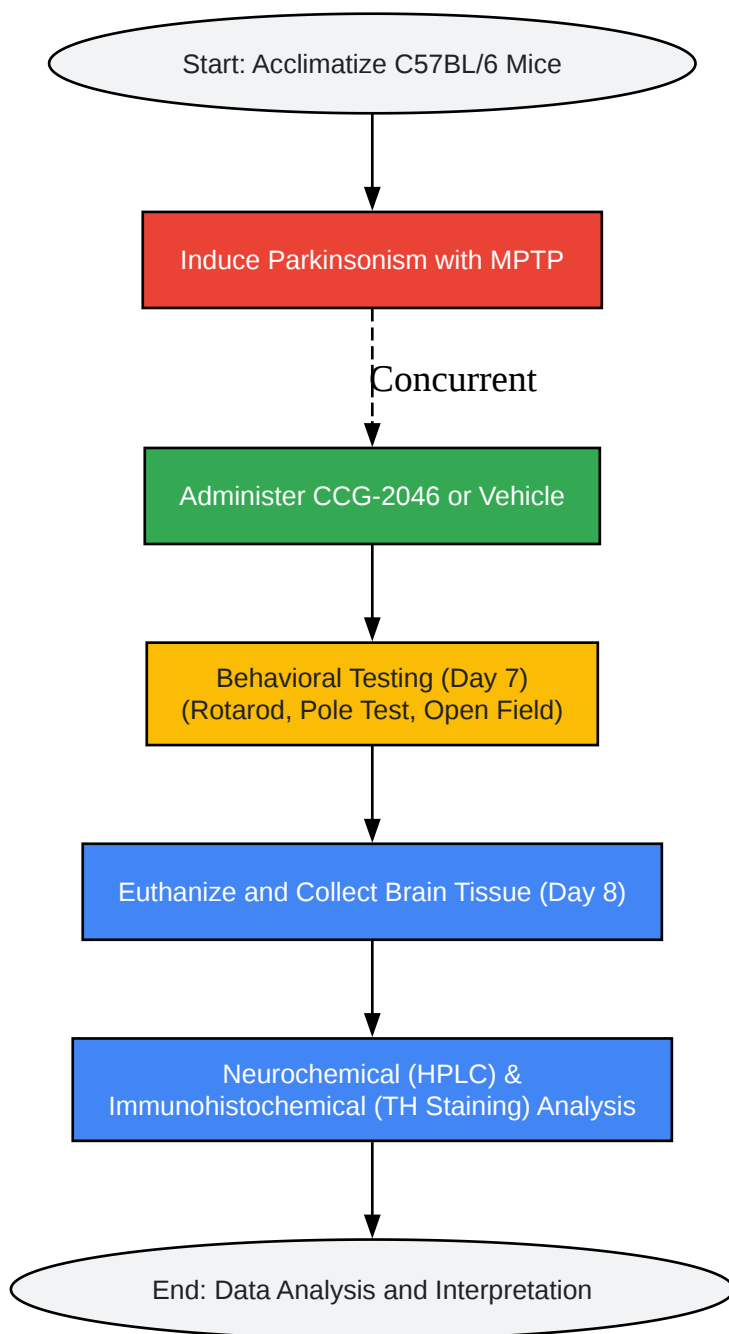 Start: Acclimatize C57BL/6 Mice
Induce Parkinsonism with MPTP
Concurrent
Administer CCG-2046 or Vehicle
Behavioral Testing (Day 7)
(Rotarod, Pole Test, Open Field)
Euthanize and Collect Brain Tissue (Day 8)
Neurochemical (HPLC) &
Immunohistochemical (TH Staining) Analysis
End: Data Analysis and Interpretation